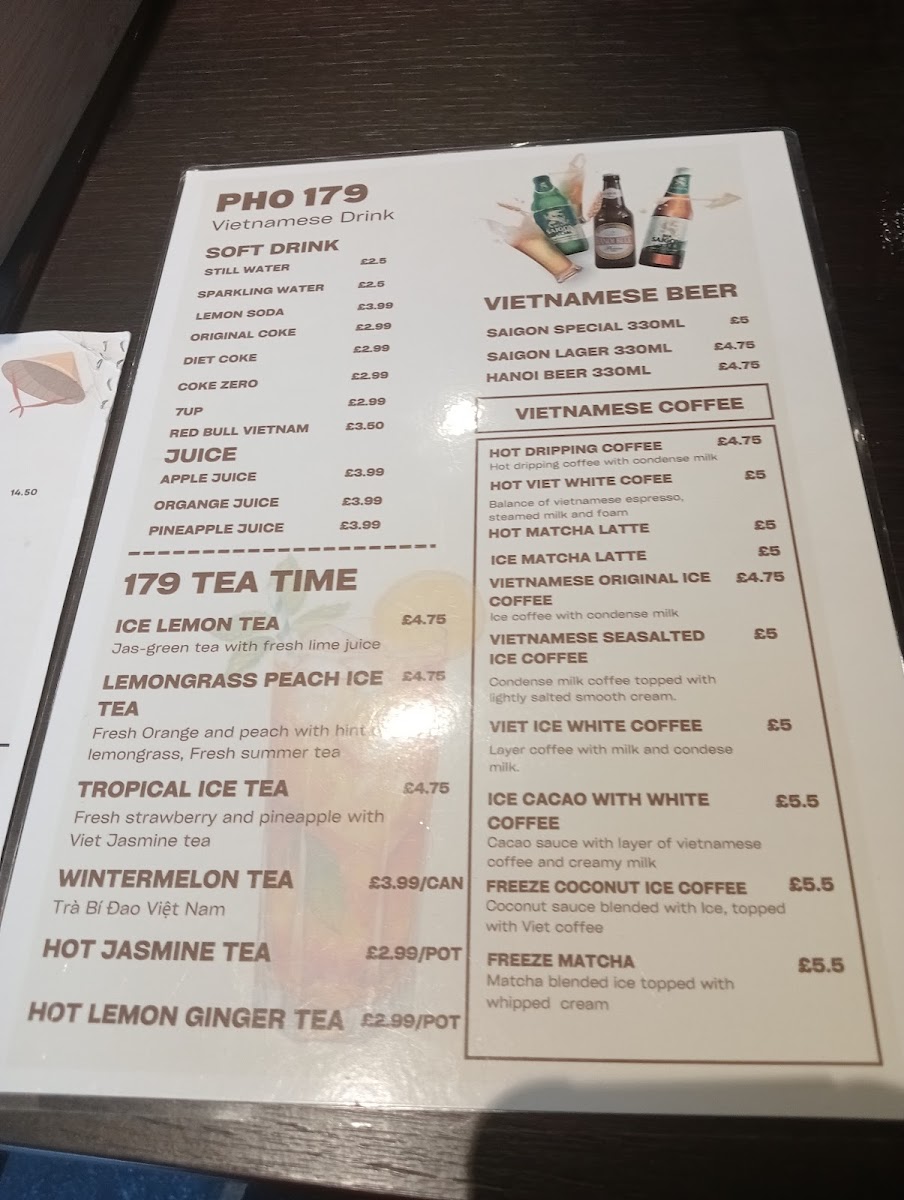 PHO 179
Vietnamese Drink
SOFT DRINK
STILL WATER £2.5
SPARKLING WATER £2.5
LEMON SODA £3.99
ORIGINAL COKE £2.99
DIET COKE £2.99
COKE ZERO £2.99
7UP £2.99
RED BULL VIETNAM £3.50
JUICE
APPLE JUICE £3.99
ORGANGE JUICE £3.99
PINEAPPLE JUICE £3.99
179 TEA TIME
ICE LEMON TEA £4.75
Jas-green tea with fresh lime juice
LEMONGRASS PEACH ICE £4.75
TEA
Fresh Orange and peach with hint
lemongrass, Fresh summer tea
TROPICAL ICE TEA £4.75
Fresh strawberry and pineapple with
Viet Jasmine tea
WINTERMELON TEA £3.99/CAN
Trà Bí Đao Việt Nam
HOT JASMINE TEA £2.99/POT
HOT LEMON GINGER TEA £2.99/POT
SAIGON
SAIGON
VIETNAMESE BEER
SAIGON SPECIAL 330ML £5
SAIGON LAGER 330ML £4.75
HANOI BEER 330ML £4.75
VIETNAMESE COFFEE
HOT DRIPPING COFFEE £4.75
Hot dripping coffee with condense milk
HOT VIET WHITE COFEE £5
Balance of vietnamese espresso,
steamed milk and foam
HOT MATCHA LATTE £5
ICE MATCHA LATTE £5
VIETNAMESE ORIGINAL ICE £4.75
COFFEE
Ice coffee with condense milk
VIETNAMESE SEASALTED £5
ICE COFFEE
Condense milk coffee topped with
lightly salted smooth cream.
VIET ICE WHITE COFFEE £5
Layer coffee with milk and condese
milk.
ICE CACAO WITH WHITE £5.5
COFFEE
Cacao sauce with layer of vietnamese
coffee and creamy milk
FREEZE COCONUT ICE COFFEE £5.5
Coconut sauce blended with Ice, topped
with Viet coffee
FREEZE MATCHA £5.5
Matcha blended ice topped with
whipped cream
14.50